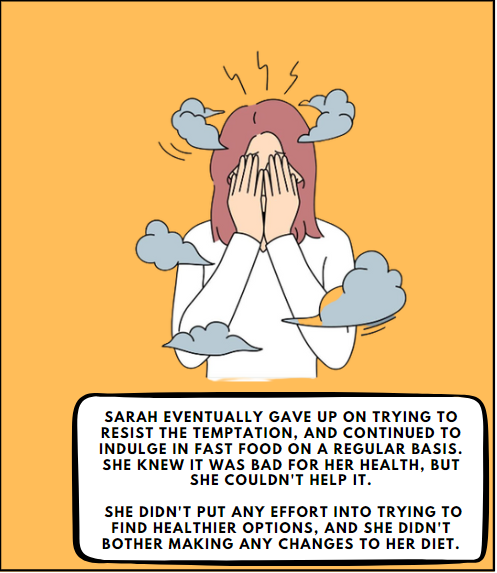 SARAH EVENTUALLY GAVE UP ON TRYING TO
RESIST THE TEMPTATION, AND CONTINUED TO
INDULGE IN FAST FOOD ON A REGULAR BASIS.
SHE KNEW IT WAS BAD FOR HER HEALTH, BUT
SHE COULDN'T HELP IT.
SHE DIDN'T PUT ANY EFFORT INTO TRYING TO
FIND HEALTHIER OPTIONS, AND SHE DIDN'T
BOTHER MAKING ANY CHANGES TO HER DIET.